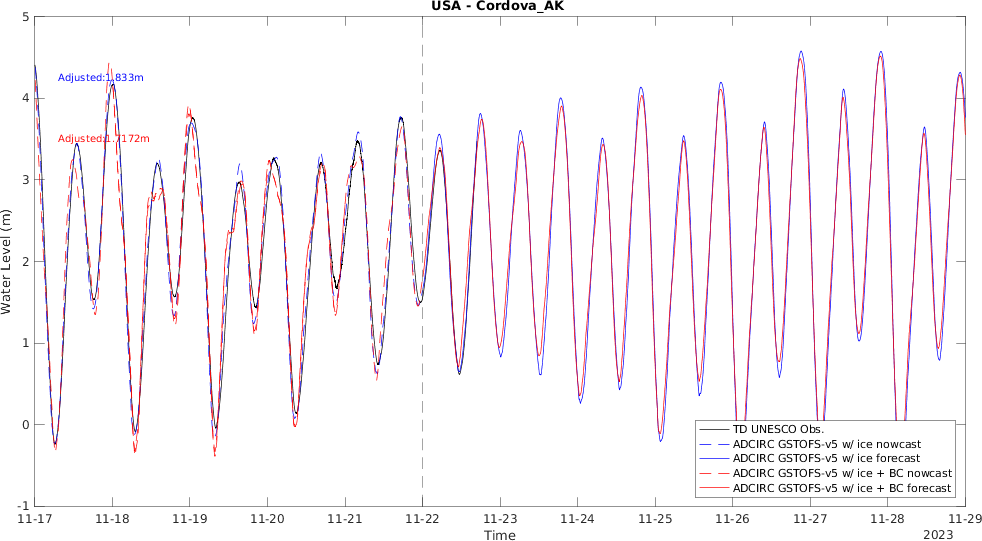 USA - Cordova_AK
5
4
3
2
1
0
-1
Water Level (m)
Adjusted:1.833m
Adjusted:1.7172m
TD UNESCO Obs.
ADCIRC GSTOFS-v5 w/ ice nowcast
ADCIRC GSTOFS-v5 w/ ice forecast
ADCIRC GSTOFS-v5 w/ ice + BC nowcast
ADCIRC GSTOFS-v5 w/ ice + BC forecast
11-17 11-18 11-19 11-20 11-21 11-22 11-23 11-24 11-25 11-26 11-27 11-28 11-29
Time
2023